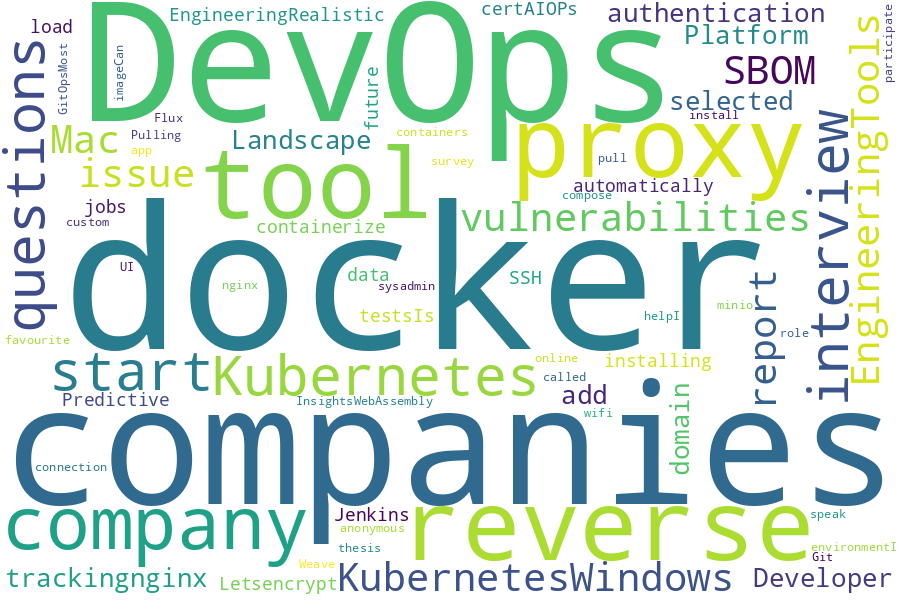 DevOps
EngineeringRealistic
certAIOPs
authentication
participate
load
Platform
GitOpsMost
imageCan
SBOM
questions
future
selected
EngineeringTools
Flux
install
Mac
Pulling
Landscape
containers
proxy
interview
app
tool
survey
pull
issue
automatically
compose
jobs
vulnerabilities
custom
containerize
docker
UI
data
SSH
report
nginx
sysadmin
minio
testsIs
helpI
favourite
role
start
Kubernetes
online
installing
called
Predictive
InsightsWebAssembly
add
domain
wifi
companies
connection
company
Jenkins
reverse
speak
anonymous
thesis
environmentI
Weave
Git
trackingnginx
Letsencrypt
KubernetesWindows
Developer